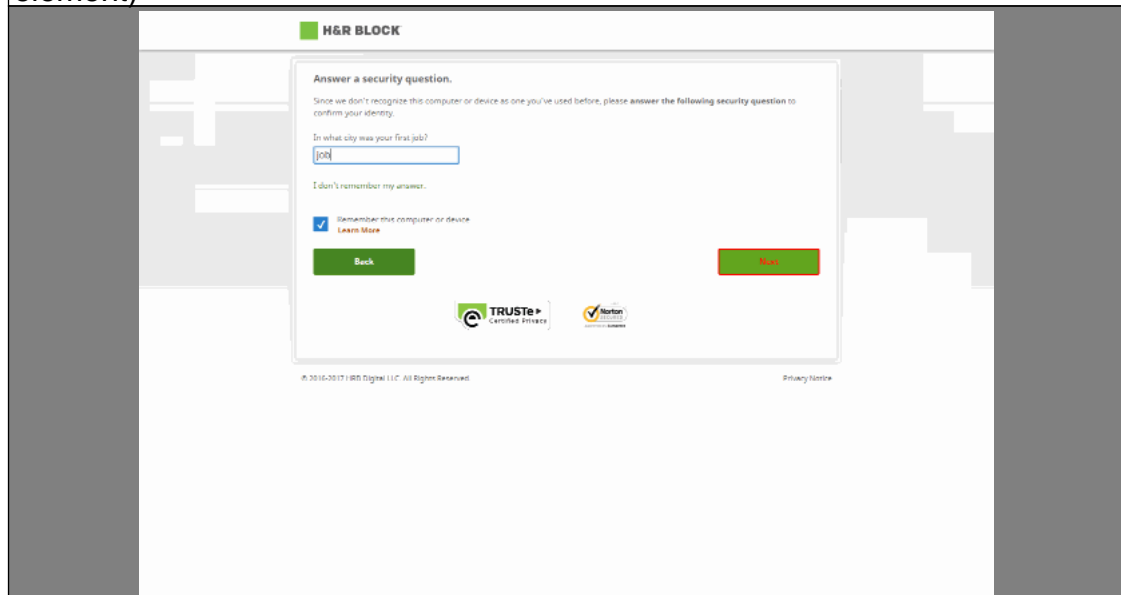 element)
H&R BLOCK
Answer a security question.
Since we don't recognize this computer or device as one you've used before, please answer the following security question to
confirm your identity.
In what city was your first job?
job
I don't remember my answer.
Remember this computer or device
Learn More
Back
Next
TRUSTe
Certified Privacy
Norton
SECURED
© 2016-2017 HRB Digital LLC. All Rights Reserved.
Privacy Notice